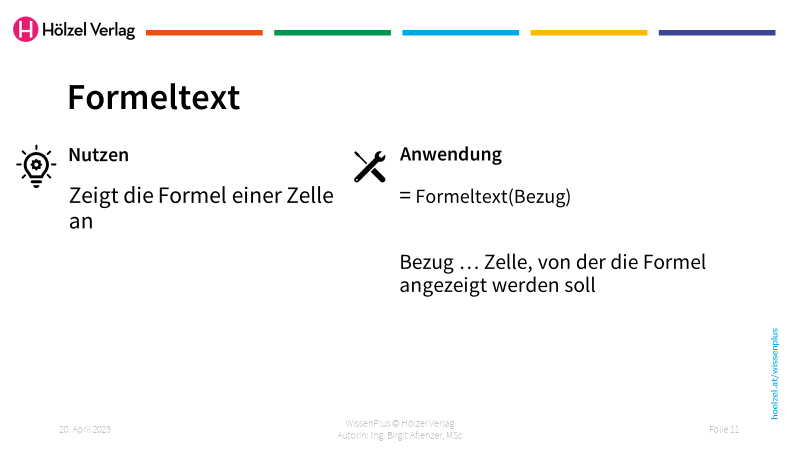 Hölzel Verlag
Formeltext
Nutzen
Zeigt die Formel einer Zelle
an
Anwendung
= Formeltext(Bezug)
Bezug … Zelle, von der die Formel
angezeigt werden soll
hoelzel.at/wissenplus
20. April 2023
WissenPlus © Hölzel Verlag
Autorin: Ing. Birgit Aflenzer, MSc
Folie 11